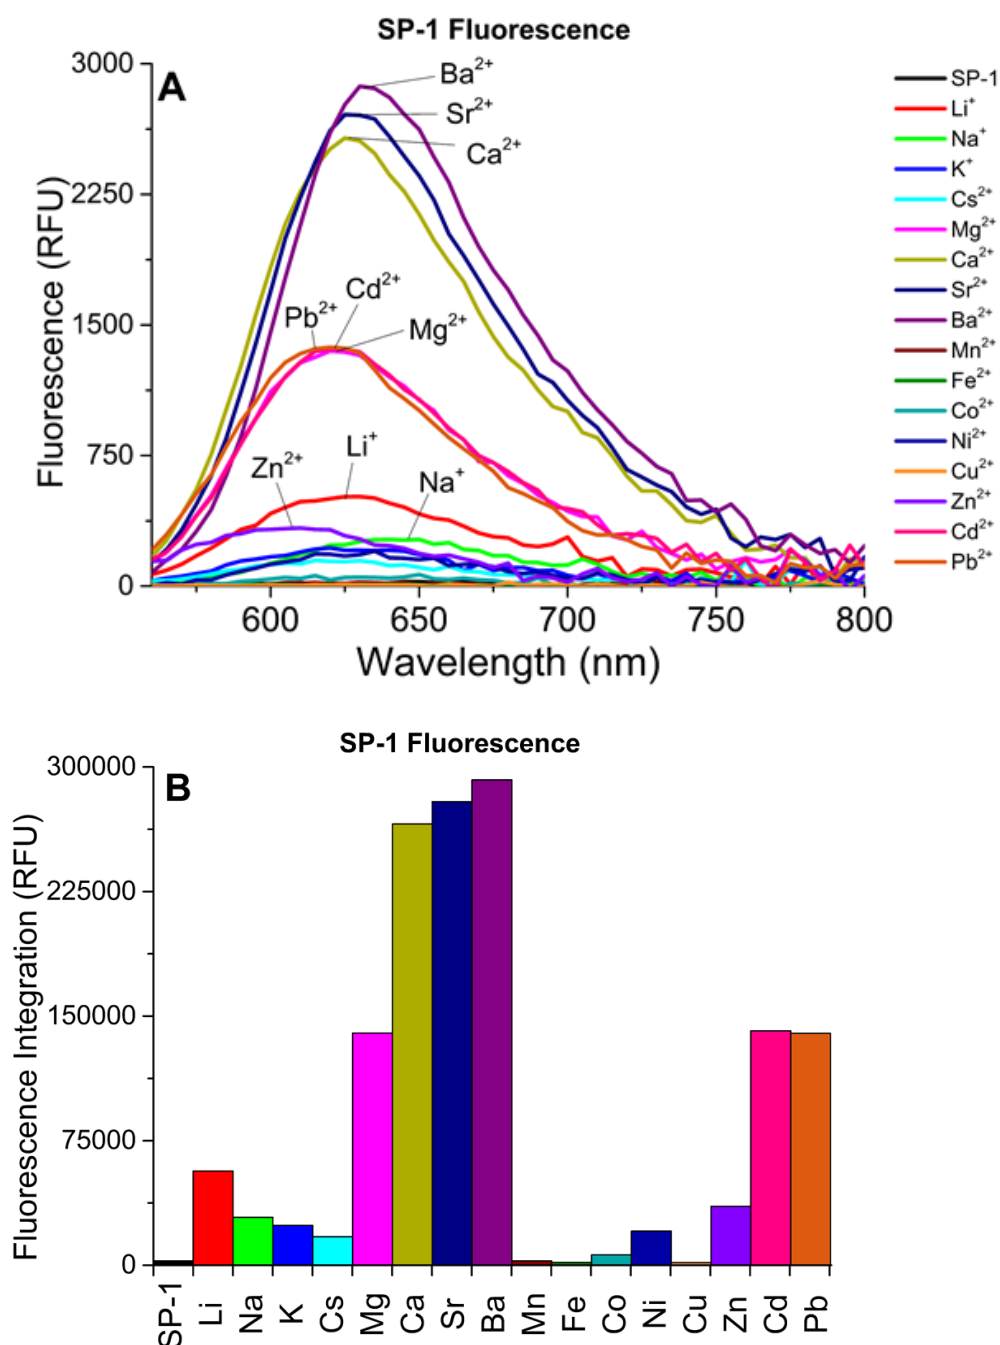 SP-1 Fluorescence
A
3000
2250
1500
750
0
Fluorescence (RFU)
Ba²⁺
Sr²⁺
Ca²⁺
Cd²⁺
Pb²⁺
Mg²⁺
Li⁺
Zn²⁺
Na⁺
600 650 700 750 800
Wavelength (nm)
SP-1
Li⁺
Na⁺
K⁺
Cs²⁺
Mg²⁺
Ca²⁺
Sr²⁺
Ba²⁺
Mn²⁺
Fe²⁺
Co²⁺
Ni²⁺
Cu²⁺
Zn²⁺
Cd²⁺
Pb²⁺
SP-1 Fluorescence
B
300000
225000
150000
75000
0
Fluorescence Integration (RFU)
SP-1 Li Na K Cs Mg Ca Sr Ba Mn Fe Co Ni Cu Zn Cd Pb